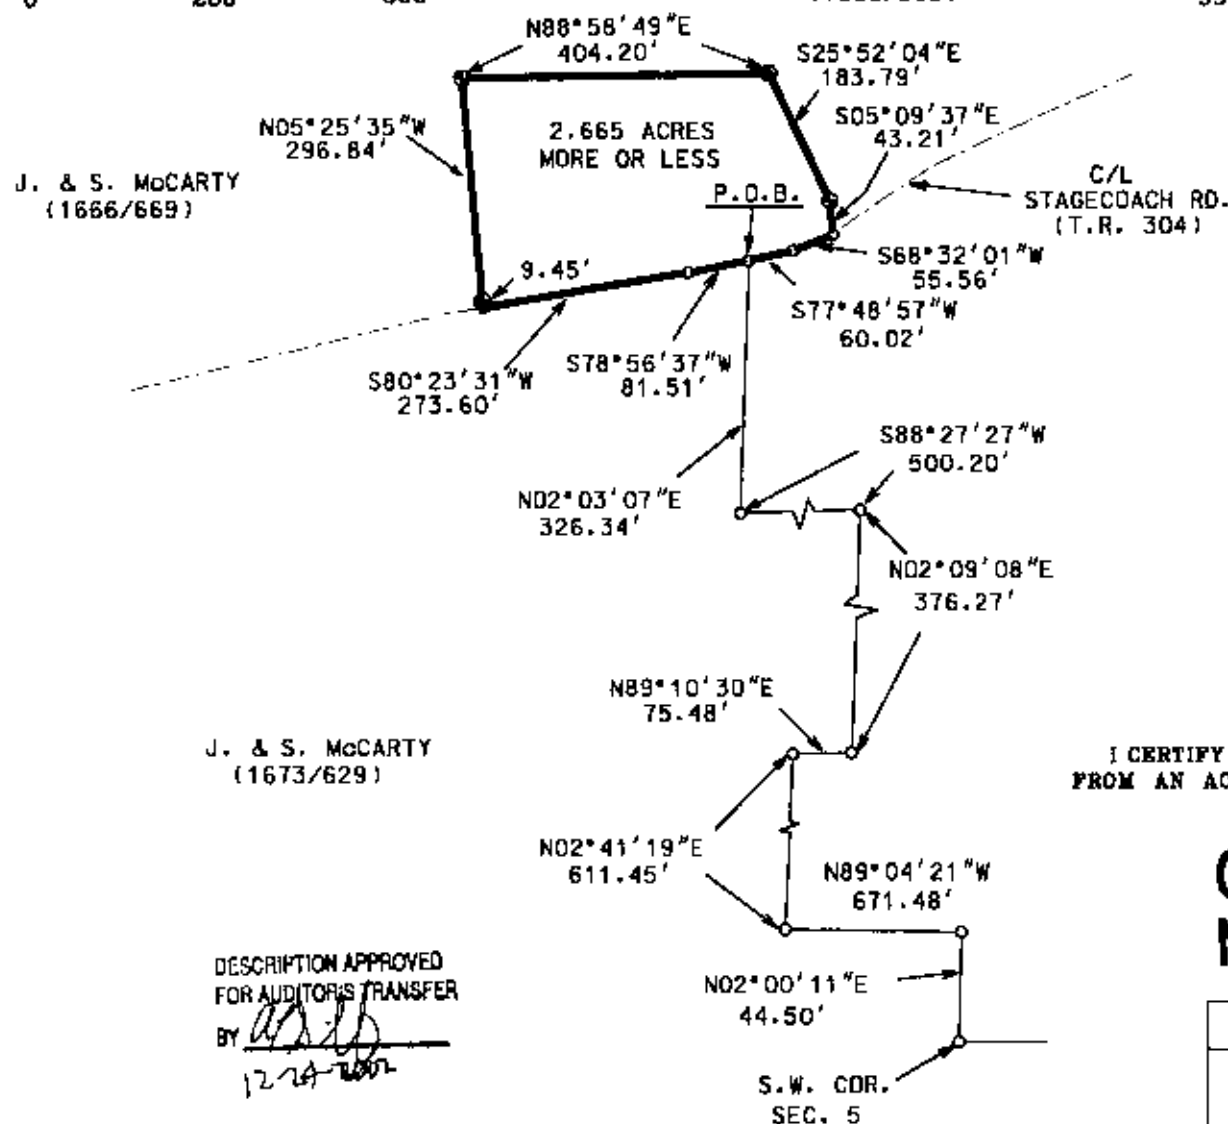 N88°58'49"E
404.20'
S25°52'04"E
183.79'
S05°09'37"E
43.21'
N05°25'35"W
296.84'
2.665 ACRES
MORE OR LESS
J. & S. McCARTY
(1666/669)
P.O.B.
C/L
STAGECOACH RD.
(T.R. 304)
9.45'
S68°32'01"W
55.56'
S77°48'57"W
60.02'
S78°56'37"W
81.51'
S80°23'31"W
273.60'
S88°27'27"W
500.20'
N02°03'07"E
326.34'
N02°09'08"E
376.27'
N89°10'30"E
75.48'
J. & S. McCARTY
(1673/629)
I CERTIFY
FROM AN AC
N02°41'19"E
611.45'
N89°04'21"W
671.48'
DESCRIPTION APPROVED
FOR AUDITOR'S TRANSFER
BY
12-24-2002
N02°00'11"E
44.50'
S.W. COR.
SEC. 5